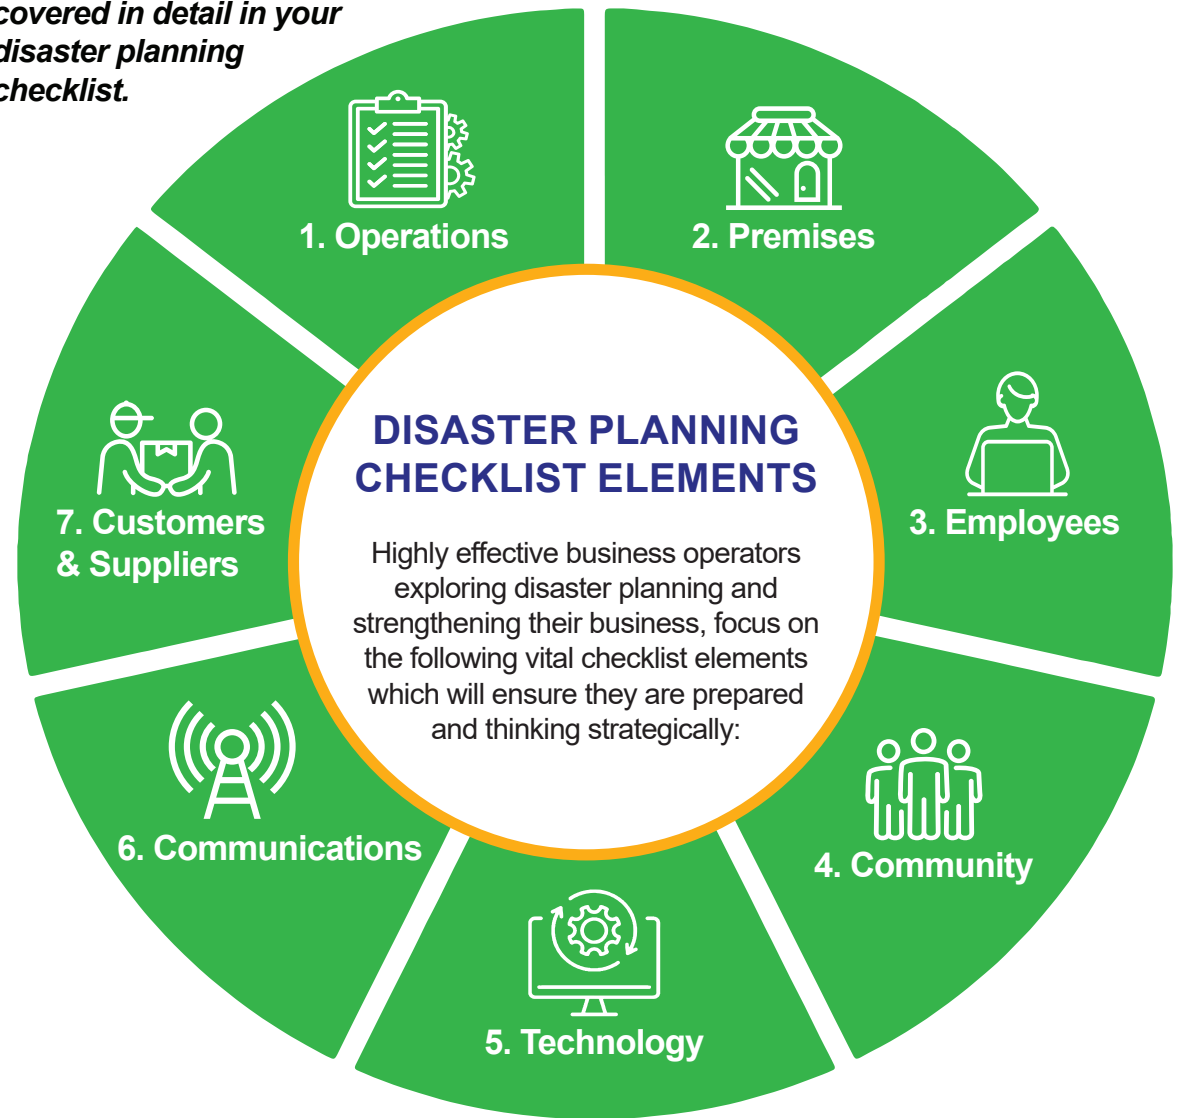 covered in detail in your
disaster planning
checklist.
1. Operations
2. Premises
3. Employees
4. Community
5. Technology
6. Communications
7. Customers
& Suppliers
DISASTER PLANNING
CHECKLIST ELEMENTS
Highly effective business operators
exploring disaster planning and
strengthening their business, focus on
the following vital checklist elements
which will ensure they are prepared
and thinking strategically: